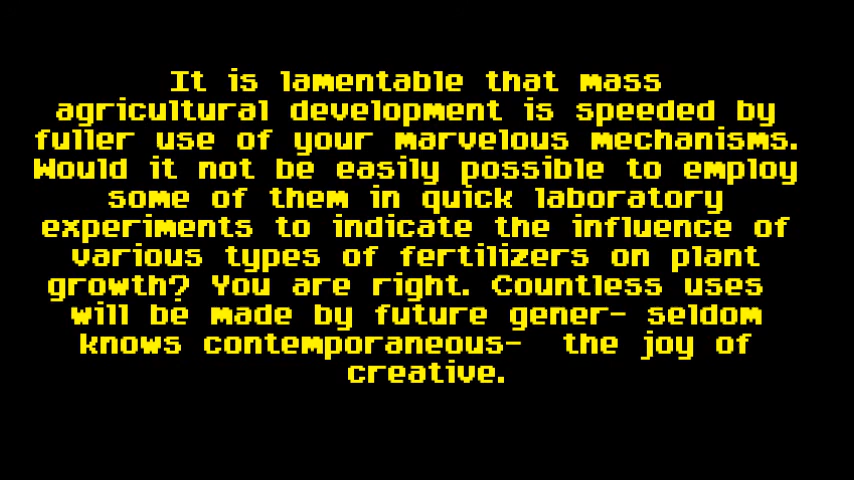 It is lamentable that mass
agricultural development is speeded by
fuller use of your marvelous mechanisms.
Would it not be easily possible to employ
some of them in quick laboratory
experiments to indicate the influence of
various types of fertilizers on plant
growth? You are right. Countless uses
will be made by future gener- seldom
knows contemporaneous- the joy of
creative.